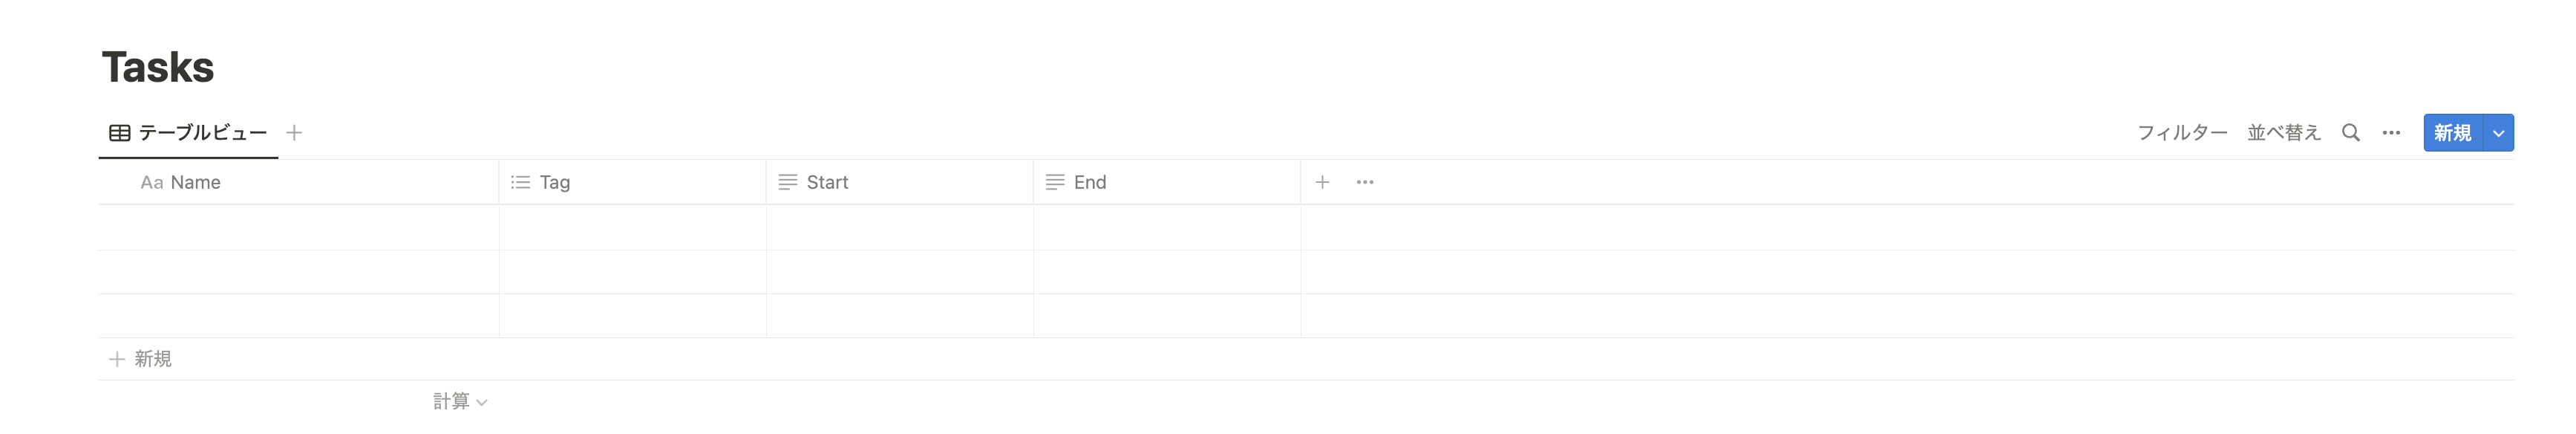 Tasks
テーブルビュー
フィルター 並べ替え 新規
Aa Name Tag Start End
新規
計算